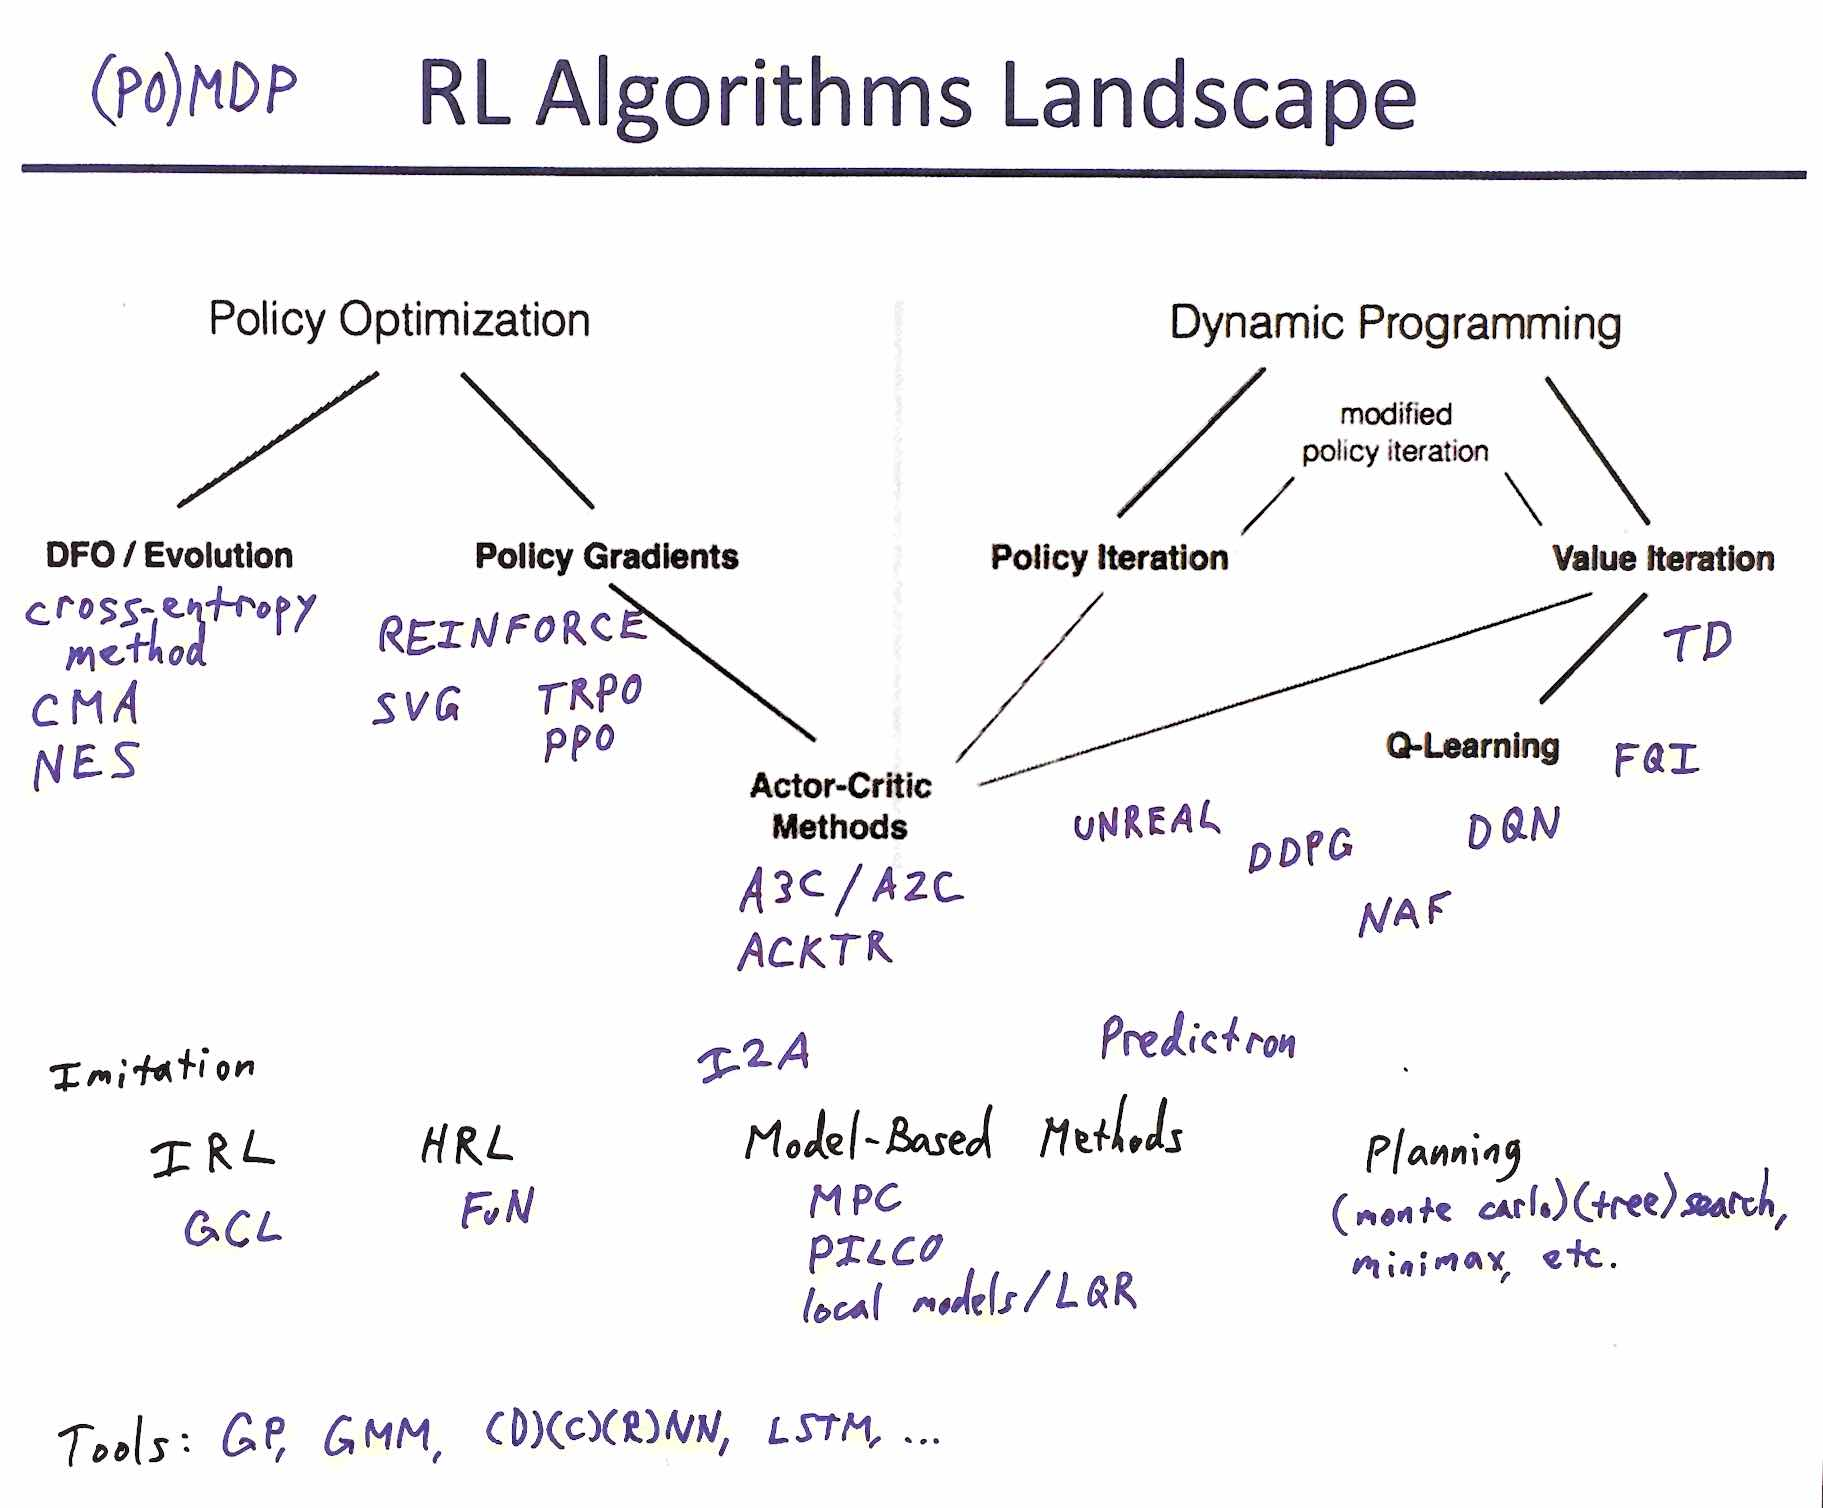 (PO)MDP RL Algorithms Landscape
Policy Optimization
Dynamic Programming
modified
policy iteration
DFO / Evolution
Policy Gradients
Policy Iteration
Value Iteration
cross-entropy
method
CMA
NES
REINFORCE
SVG TRPO
PPO
TD
Q-Learning
FQI
Actor-Critic
Methods
UNREAL
DDPG
DQN
NAF
A3C / A2C
ACKTR
Imitation
I2A
Predictron
IRL
GCL
HRL
FuN
Model-Based Methods
MPC
PILCO
local models/LQR
Planning
(monte carlo)(tree) search,
minimax, etc.
Tools: GP, GMM, (D)(C)(R)NN, LSTM, ...